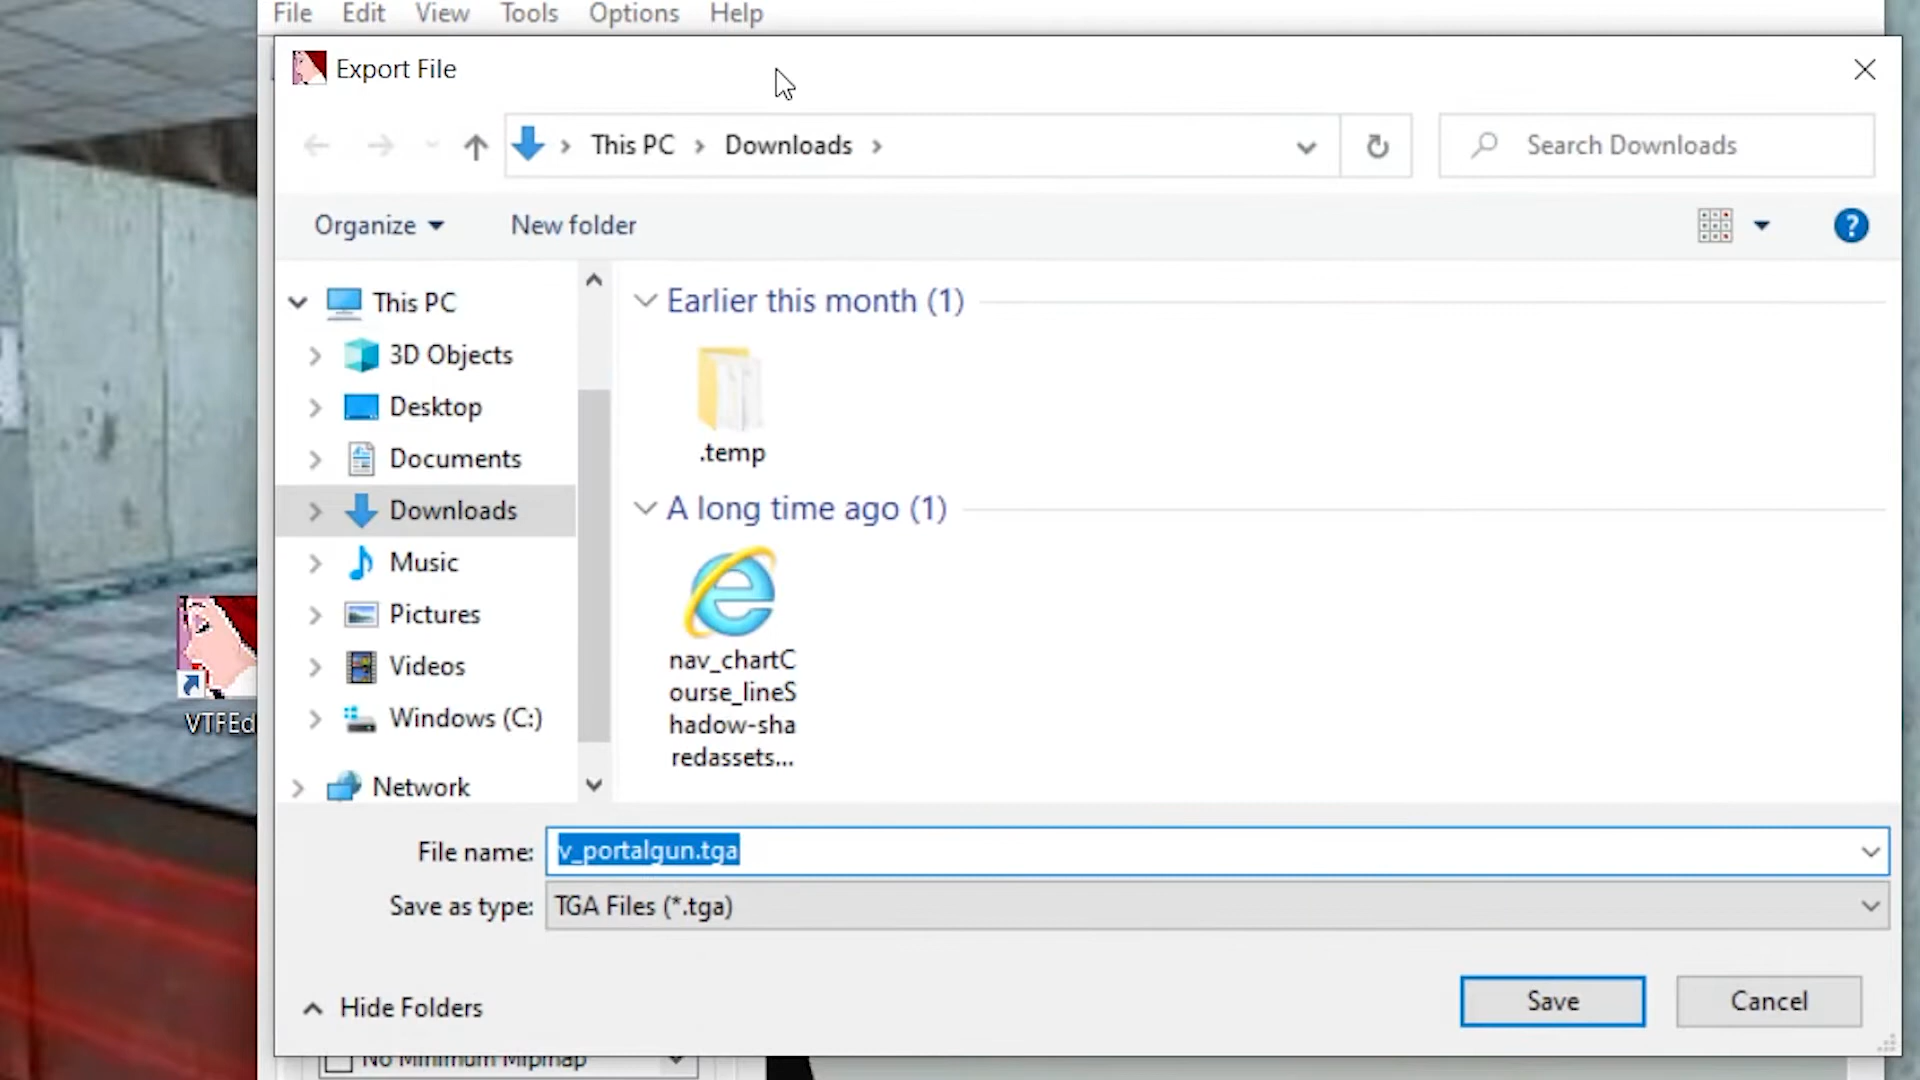 File Edit View Tools Options Help
Export File
This PC Downloads
Search Downloads
Organize New folder
This PC
3D Objects
Desktop
Documents
Downloads
Music
Pictures
Videos
Windows (C:)
Network
Earlier this month (1)
.temp
A long time ago (1)
nav_chartC
ourse_lineS
hadow-sha
redassets...
VTFEd
File name: v_portalgun.tga
Save as type: TGA Files (*.tga)
Hide Folders
Save Cancel
No Minimum Mipmap